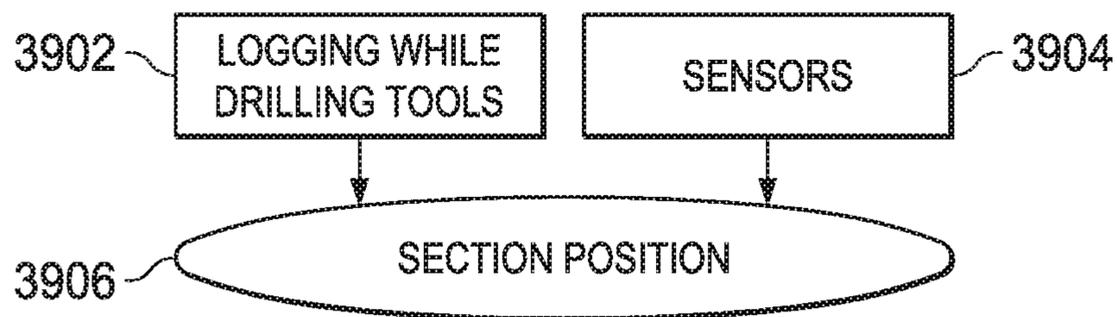 3902
LOGGING WHILE
DRILLING TOOLS
SENSORS
3904
SECTION POSITION
3906